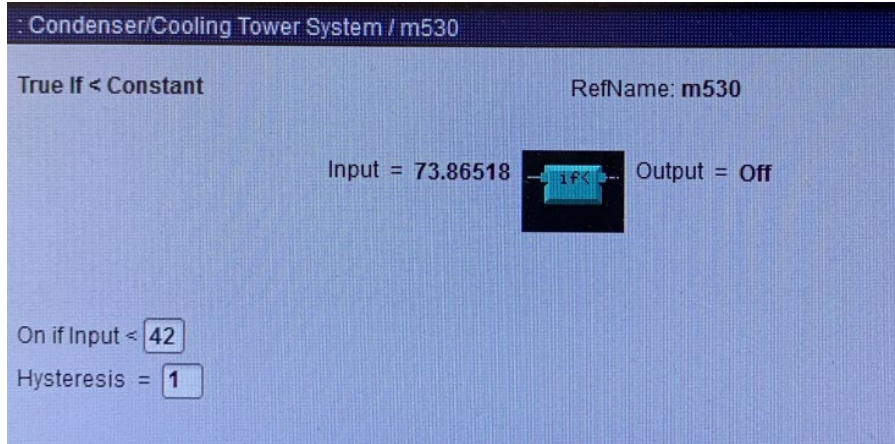 : Condenser/Cooling Tower System / m530
True If < Constant
RefName: m530
Input = 73.86518
if<
Output = Off
On if Input < 42
Hysteresis = 1